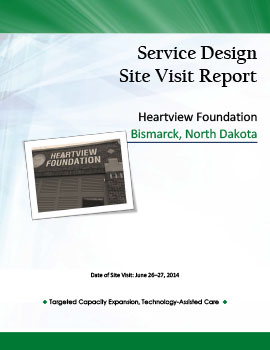 Service Design
Site Visit Report
Heartview Foundation
Bismarck, North Dakota
HEARTVIEW
FOUNDATION
Date of Site Visit: June 26–27, 2014
◆ Targeted Capacity Expansion, Technology-Assisted Care ◆